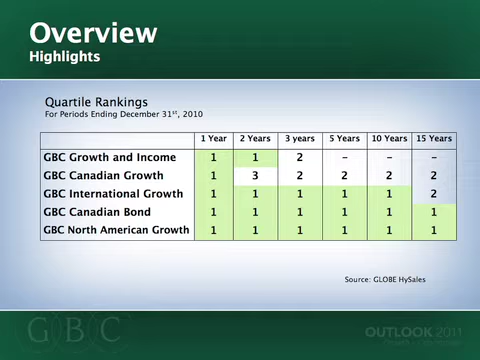 Overview
Highlights
Quartile Rankings
For Periods Ending December 31st, 2010
1 Year 2 Years 3 years 5 Years 10 Years 15 Years
GBC Growth and Income 1 1 2 – – –
GBC Canadian Growth 1 3 2 2 2 2
GBC International Growth 1 1 1 1 1 2
GBC Canadian Bond 1 1 1 1 1 1
GBC North American Growth 1 1 1 1 1 1
Source: GLOBE HySales
GBC
OUTLOOK 2011